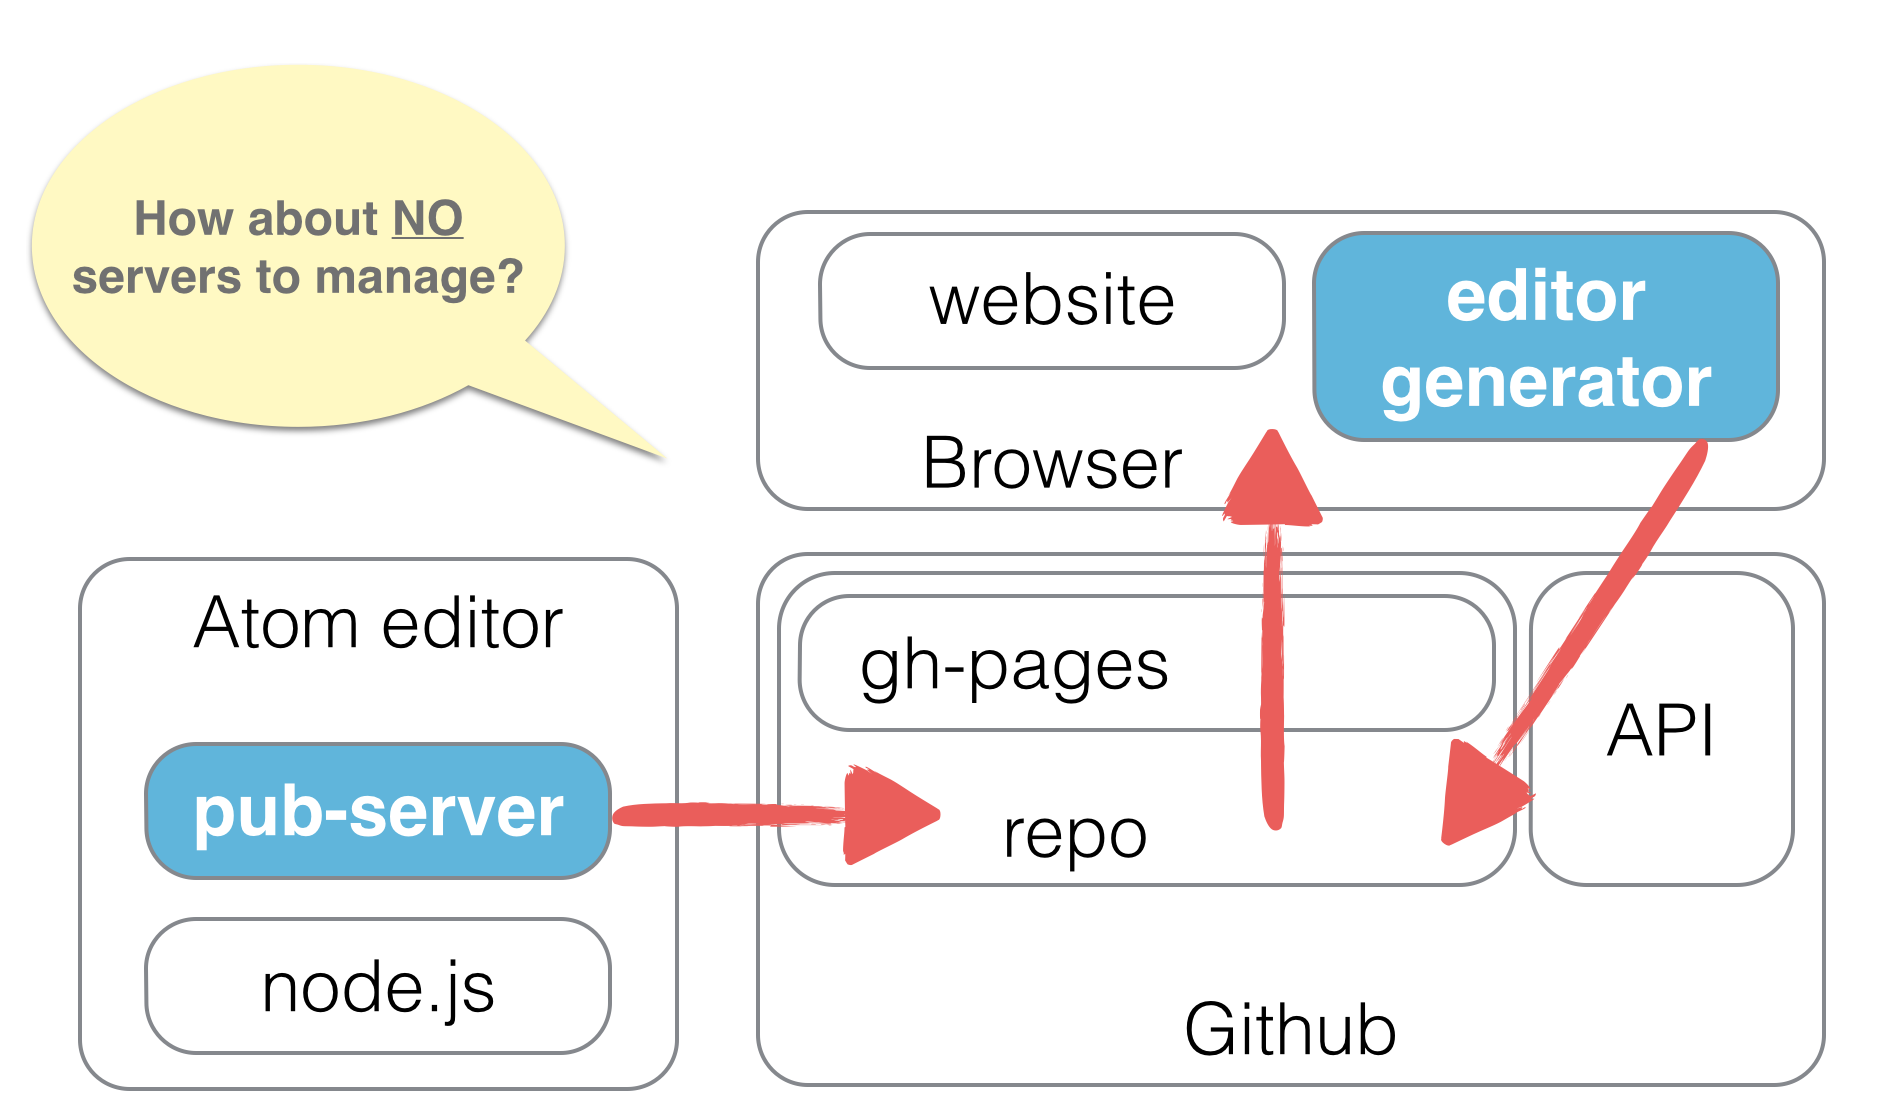 How about NO
servers to manage?
website
editor
generator
Browser
Atom editor
pub-server
node.js
gh-pages
repo
API
Github